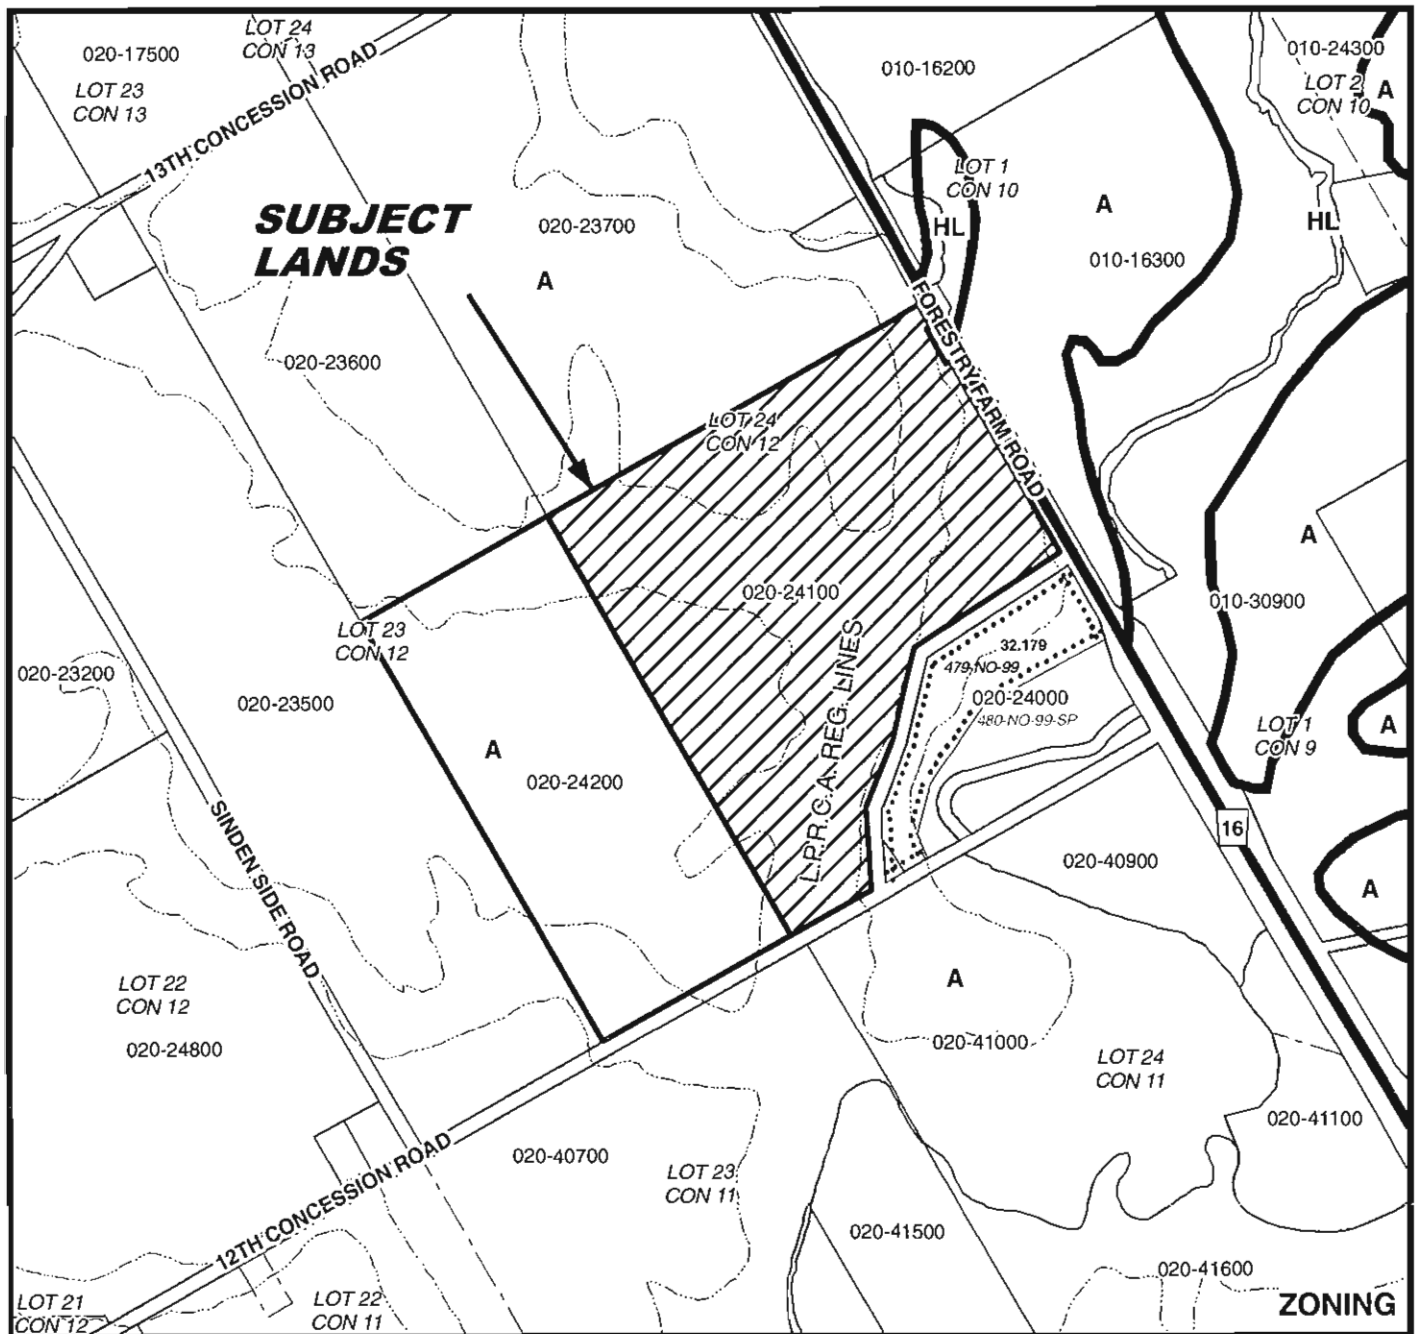 LOT 24
CON 13
020-17500
LOT 23
CON 13
13TH CONCESSION ROAD
010-16200
010-24300
LOT 2
CON 10
A
LOT 1
CON 10
A
HL
HL
010-16300
SUBJECT
LANDS
020-23700
A
020-23600
FORESTRY FARM ROAD
LOT 24
CON 12
A
020-24100
010-30900
LOT 23
CON 12
L.P.R.C.A. REG. LINES
32.179
479-NO-99
020-24000
480-NO-99-SP
020-23200
020-23500
LOT 1
CON 9
A
A
020-24200
SINDEN SIDE ROAD
16
020-40900
A
LOT 22
CON 12
020-24800
A
020-41000
LOT 24
CON 11
020-41100
12TH CONCESSION ROAD
020-40700
LOT 23
CON 11
020-41500
020-41600
LOT 21
CON 12
LOT 22
CON 11
ZONING